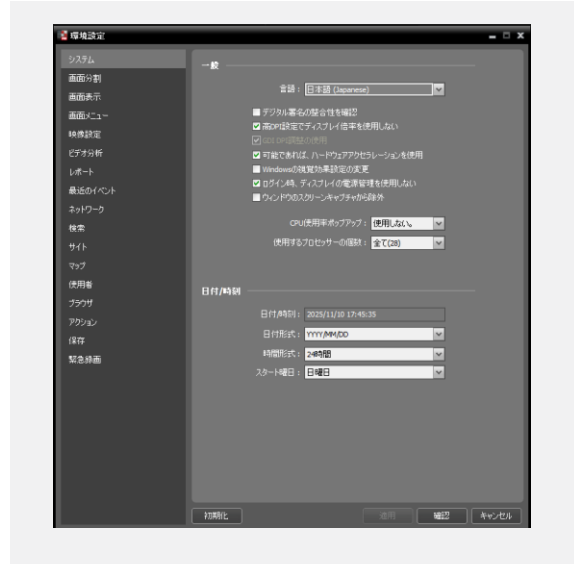 環境設定
システム
画面分割
画面表示
画面メニュー
映像設定
ビデオ分析
レポート
最近のイベント
ネットワーク
検索
サイト
マップ
使用者
ブラウザ
アクション
保存
緊急録画
一般
言語 : 日本語 (Japanese)
デジタル署名の整合性を確認
高DPI設定でディスプレイ倍率を使用しない
GDI DPI調整の使用
可能であれば、ハードウェアアクセラレーションを使用
Windowsの視覚効果設定の変更
ログイン時、ディスプレイの電源管理を使用しない
ウィンドウのスクリーンキャプチャから除外
CPU使用率ポップアップ : 使用しない。
使用するプロセッサーの個数 : 全て(28)
日付/時刻
日付/時刻 : 2025/11/10 17:45:35
日付形式 : YYYY/MM/DD
時間形式 : 24時間
スタート曜日 : 日曜日
初期化 適用 確認 キャンセル